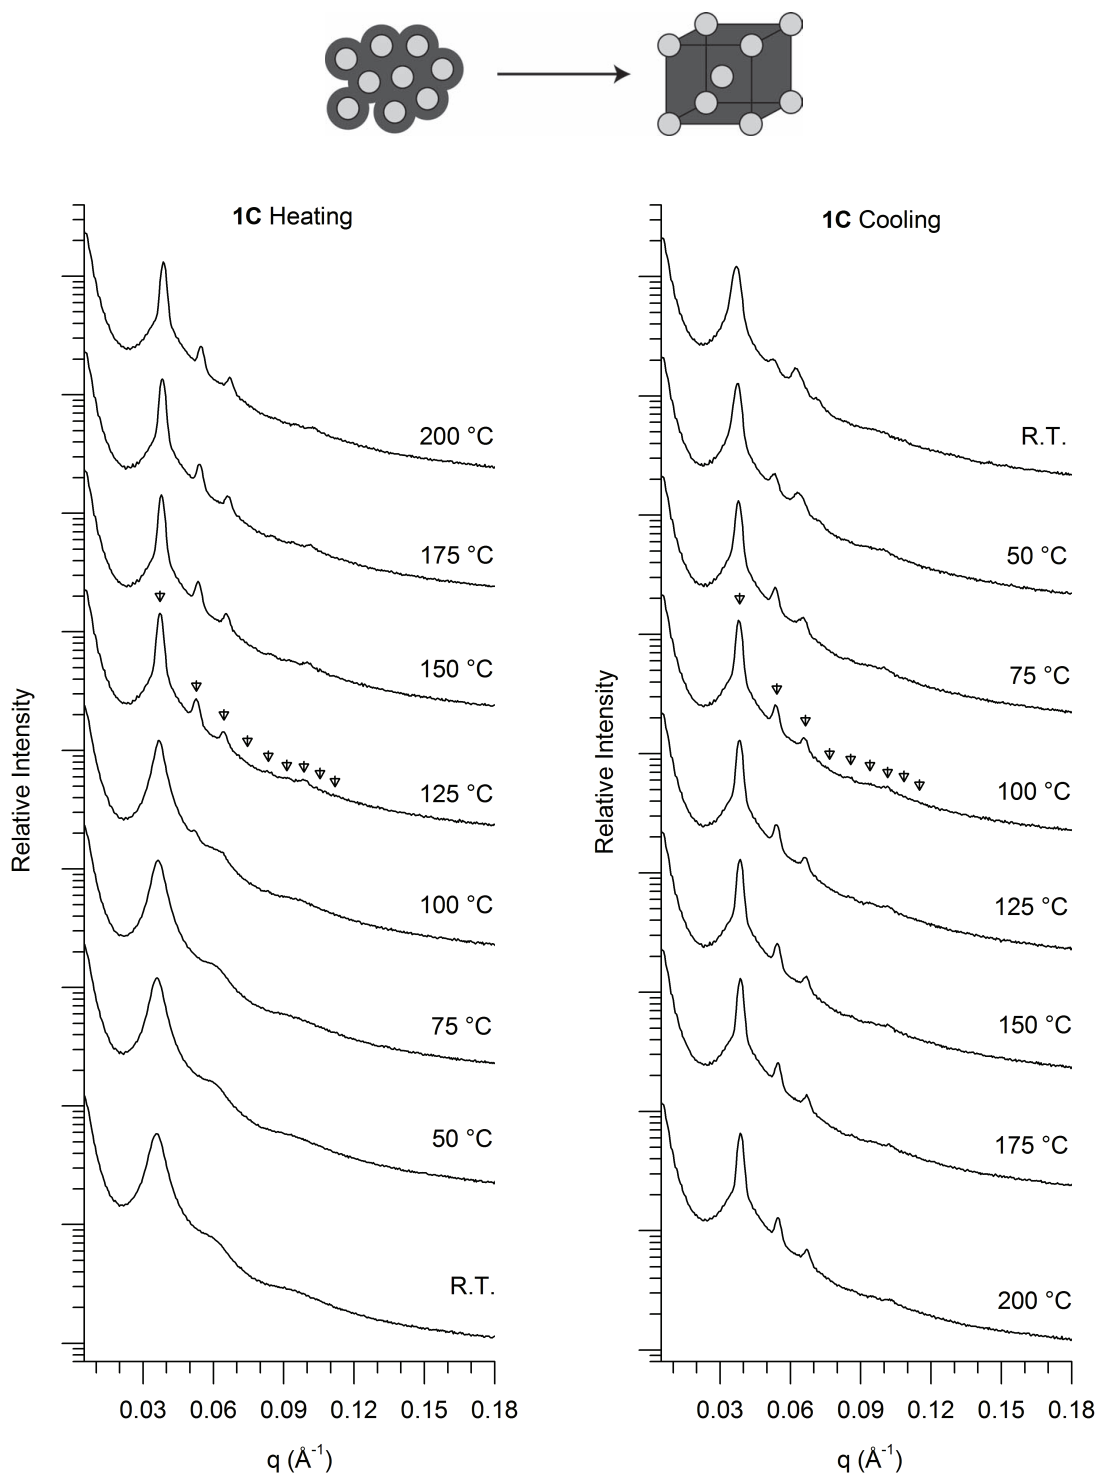 1C Heating
200 °C
175 °C
150 °C
125 °C
100 °C
75 °C
50 °C
R.T.
Relative Intensity
0.03 0.06 0.09 0.12 0.15 0.18
q (Å-1)
1C Cooling
R.T.
50 °C
75 °C
100 °C
125 °C
150 °C
175 °C
200 °C
Relative Intensity
0.03 0.06 0.09 0.12 0.15 0.18
q (Å-1)